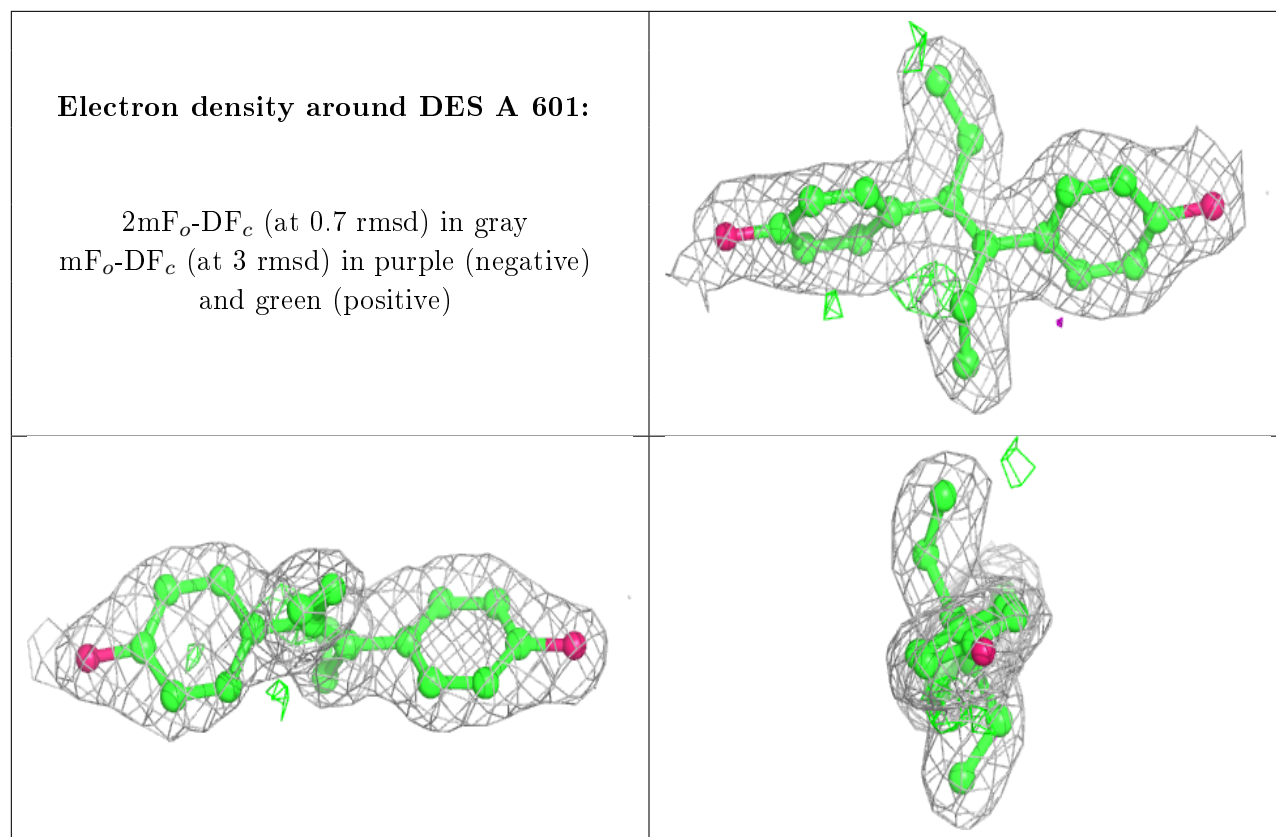 Electron density around DES A 601:
2mFo-DFc (at 0.7 rmsd) in gray
mFo-DFc (at 3 rmsd) in purple (negative)
and green (positive)